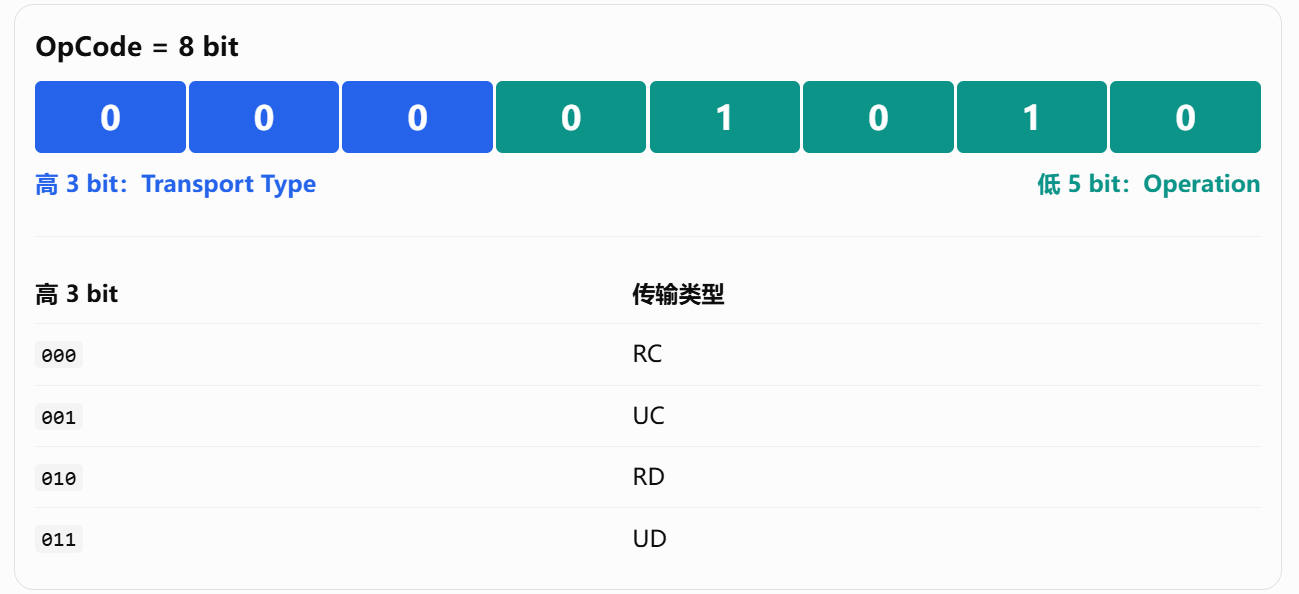 OpCode = 8 bit
0 0 0 0 1 0 1 0
高 3 bit：Transport Type 低 5 bit：Operation
高 3 bit 传输类型
000 RC
001 UC
010 RD
011 UD